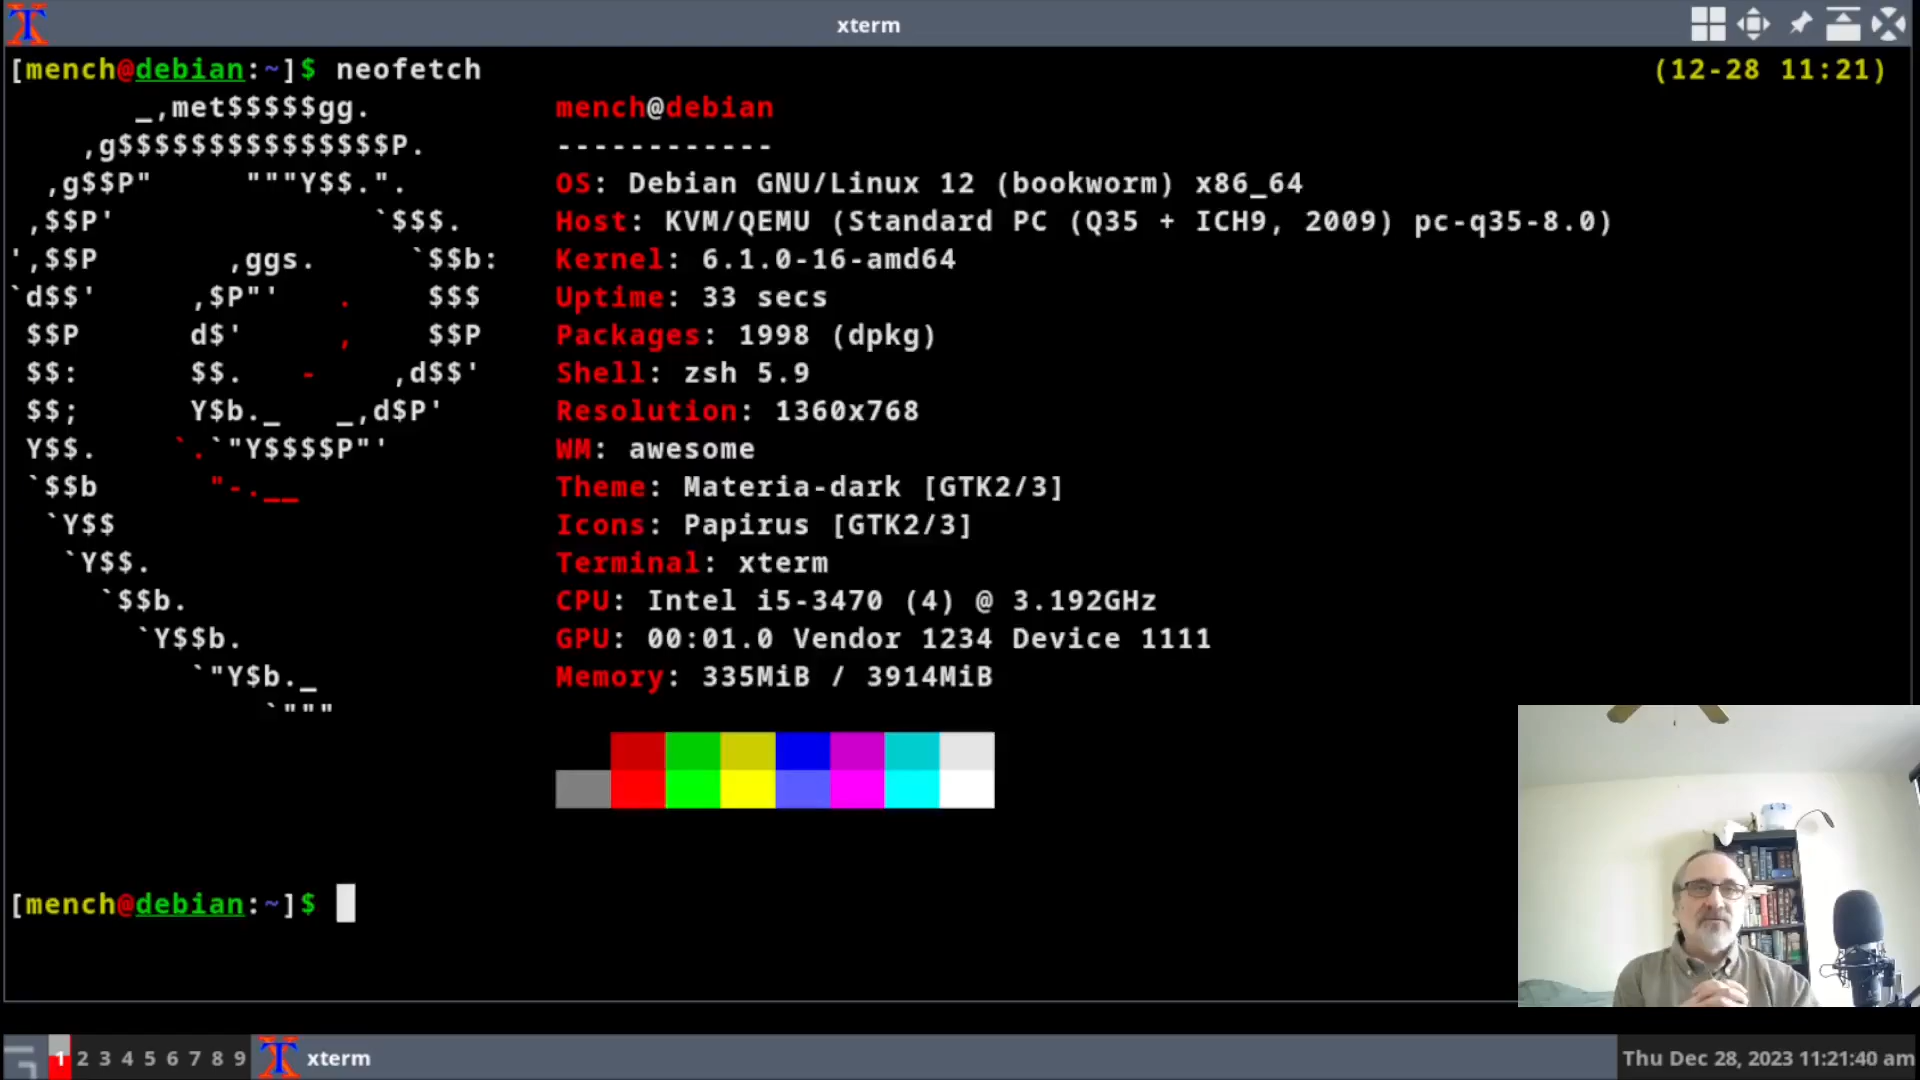 xterm
[mench@debian:~]$ neofetch (12-28 11:21)
_,met$$$$$gg. mench@debian
,g$$$$$$$$$$$$$$$P. ------------
,g$$P" """Y$$.". OS: Debian GNU/Linux 12 (bookworm) x86_64
,$$P' `$$$. Host: KVM/QEMU (Standard PC (Q35 + ICH9, 2009) pc-q35-8.0)
',$$P ,ggs. `$$b: Kernel: 6.1.0-16-amd64
`d$$' ,$P"' . $$$ Uptime: 33 secs
$$P d$' , $$P Packages: 1998 (dpkg)
$$: $$. - ,d$$' Shell: zsh 5.9
$$; Y$b._ _,d$P' Resolution: 1360x768
Y$$. `.`"Y$$$$P"' WM: awesome
`$$b "-.__ Theme: Materia-dark [GTK2/3]
`Y$$ Icons: Papirus [GTK2/3]
`Y$$. Terminal: xterm
`$$b. CPU: Intel i5-3470 (4) @ 3.192GHz
`Y$$b. GPU: 00:01.0 Vendor 1234 Device 1111
`"Y$b._ Memory: 335MiB / 3914MiB
`"""
[mench@debian:~]$
1 2 3 4 5 6 7 8 9 xterm Thu Dec 28, 2023 11:21:40 am